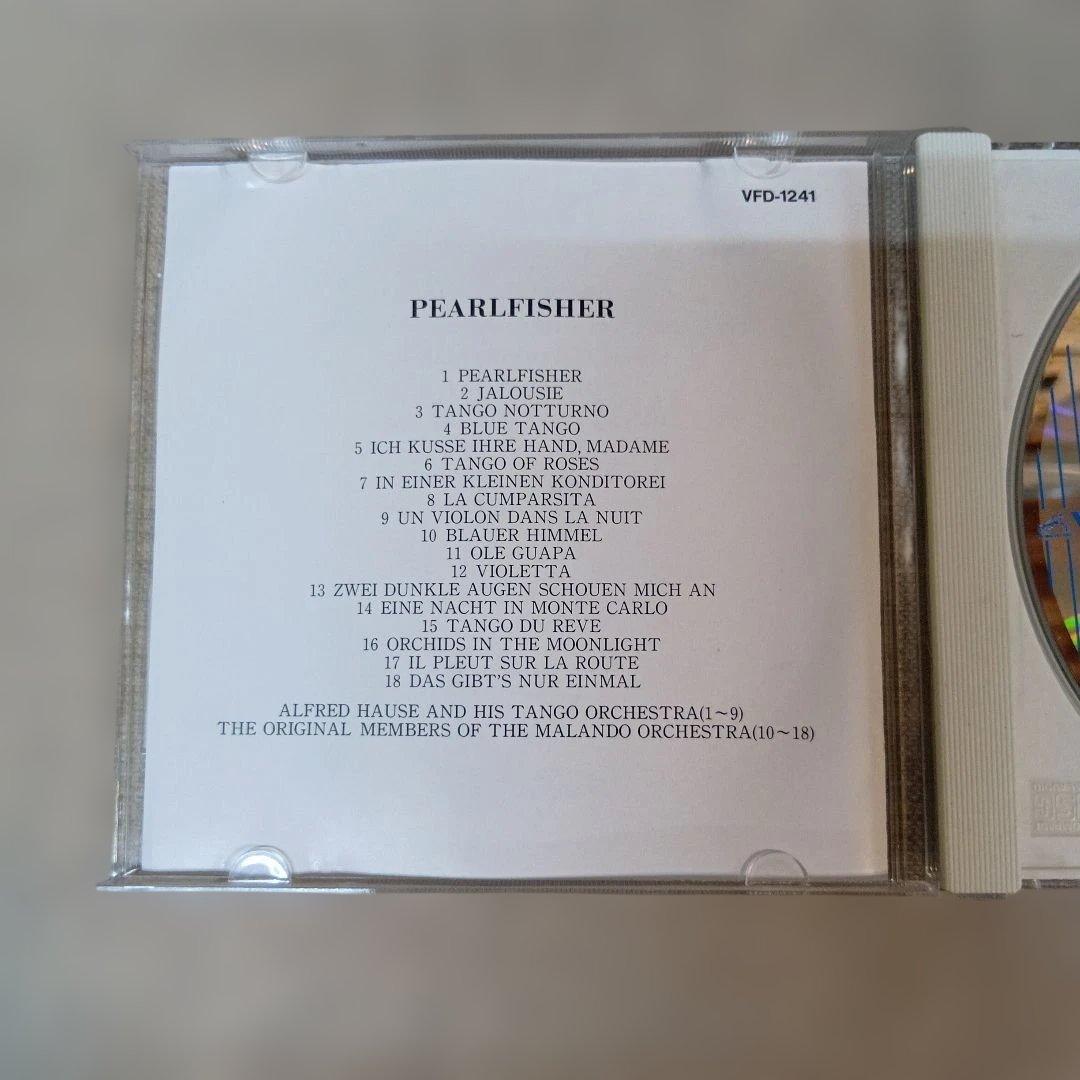 VFD-1241
PEARLFISHER
1 PEARLFISHER
2 JALOUSIE
3 TANGO NOTTURNO
4 BLUE TANGO
5 ICH KUSSE IHRE HAND, MADAME
6 TANGO OF ROSES
7 IN EINER KLEINEN KONDITOREI
8 LA CUMPARSITA
9 UN VIOLON DANS LA NUIT
10 BLAUER HIMMEL
11 OLE GUAPA
12 VIOLETTA
13 ZWEI DUNKLE AUGEN SCHOUEN MICH AN
14 EINE NACHT IN MONTE CARLO
15 TANGO DU REVE
16 ORCHIDS IN THE MOONLIGHT
17 IL PLEUT SUR LA ROUTE
18 DAS GIBT'S NUR EINMAL
ALFRED HAUSE AND HIS TANGO ORCHESTRA(1〜9)
THE ORIGINAL MEMBERS OF THE MALANDO ORCHESTRA(10〜18)